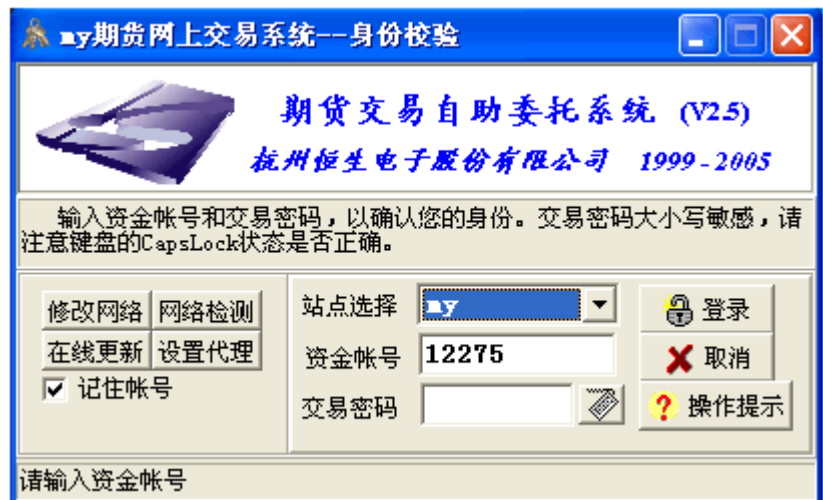 my期货网上交易系统--身份校验
期货交易自助委托系统 (V2.5)
杭州恒生电子股份有限公司 1999-2005
输入资金帐号和交易密码，以确认您的身份。交易密码大小写敏感，请
注意键盘的CapsLock状态是否正确。
修改网络 网络检测
在线更新 设置代理
记住帐号
站点选择 my
资金帐号 12275
交易密码
登录
取消
操作提示
请输入资金帐号